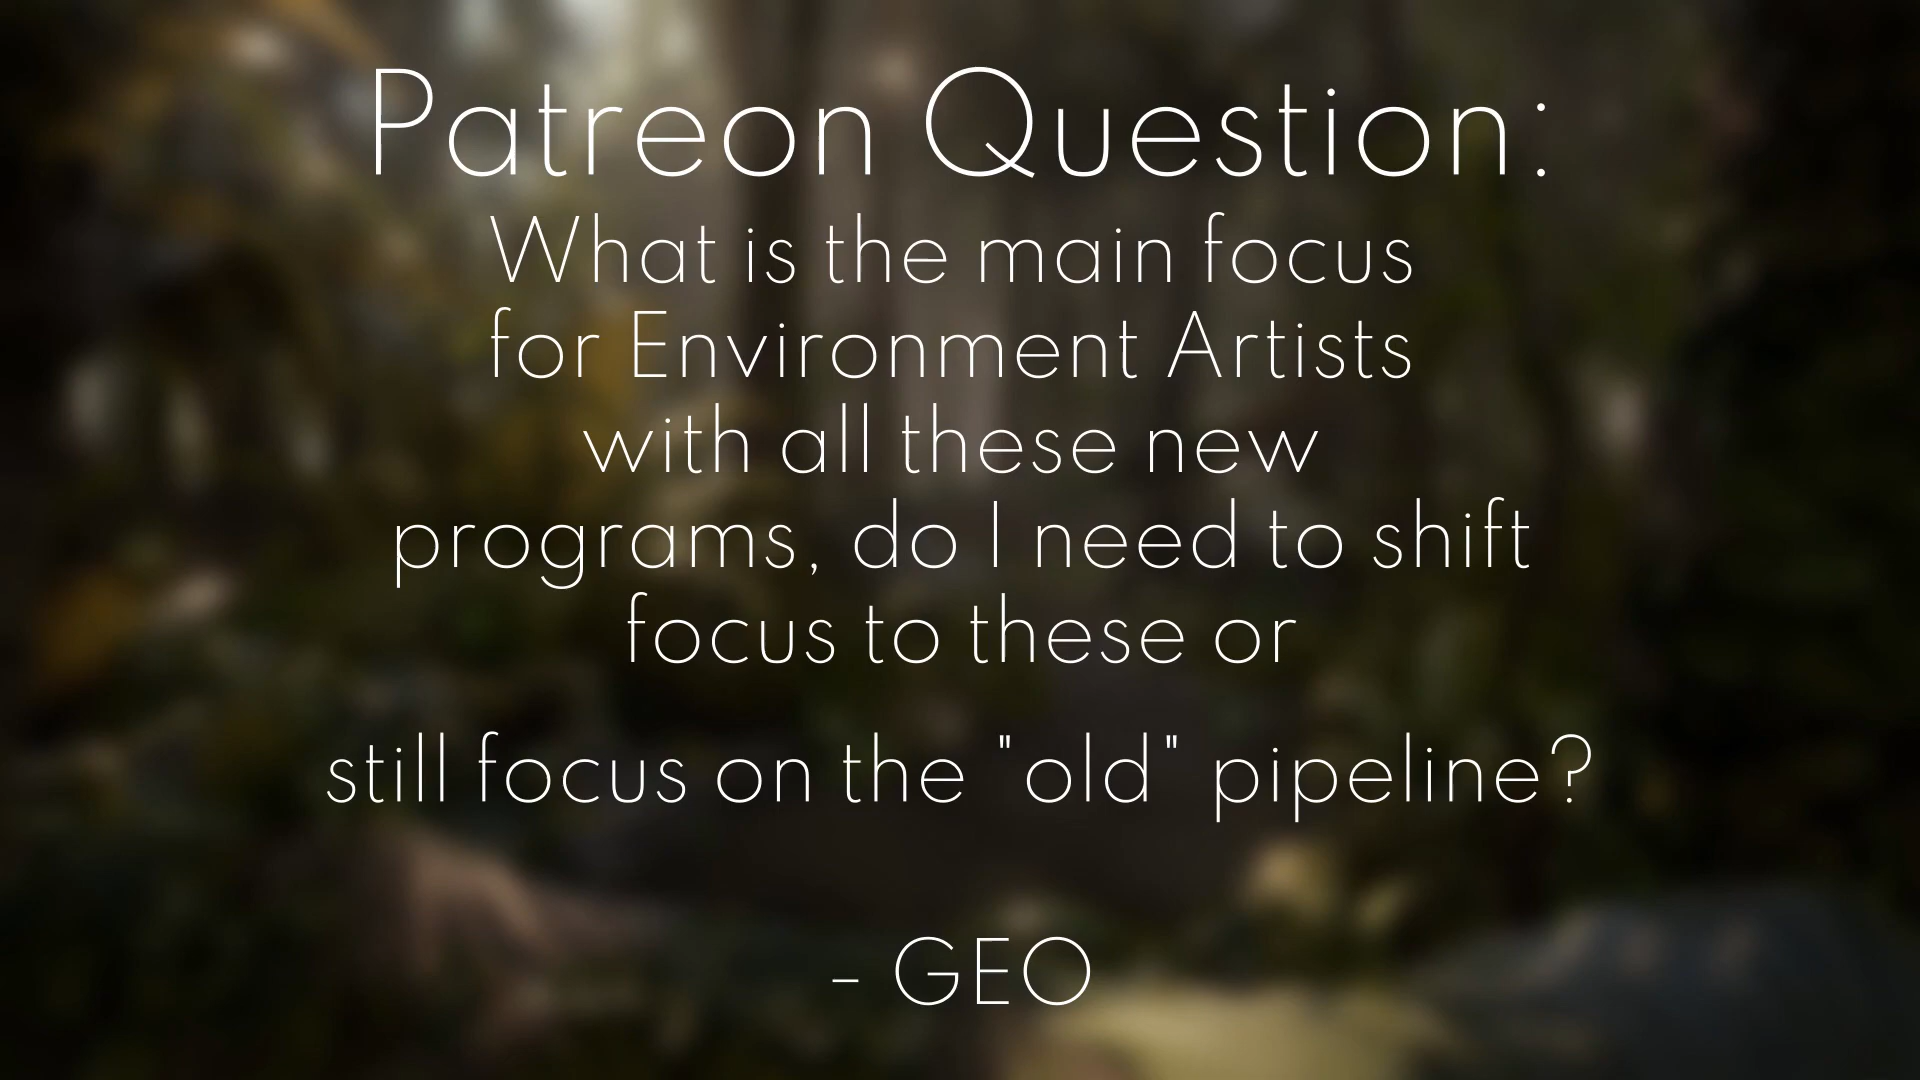 Patreon Question:
What is the main focus
for Environment Artists
with all these new
programs, do I need to shift
focus to these or
still focus on the "old" pipeline?
- GEO